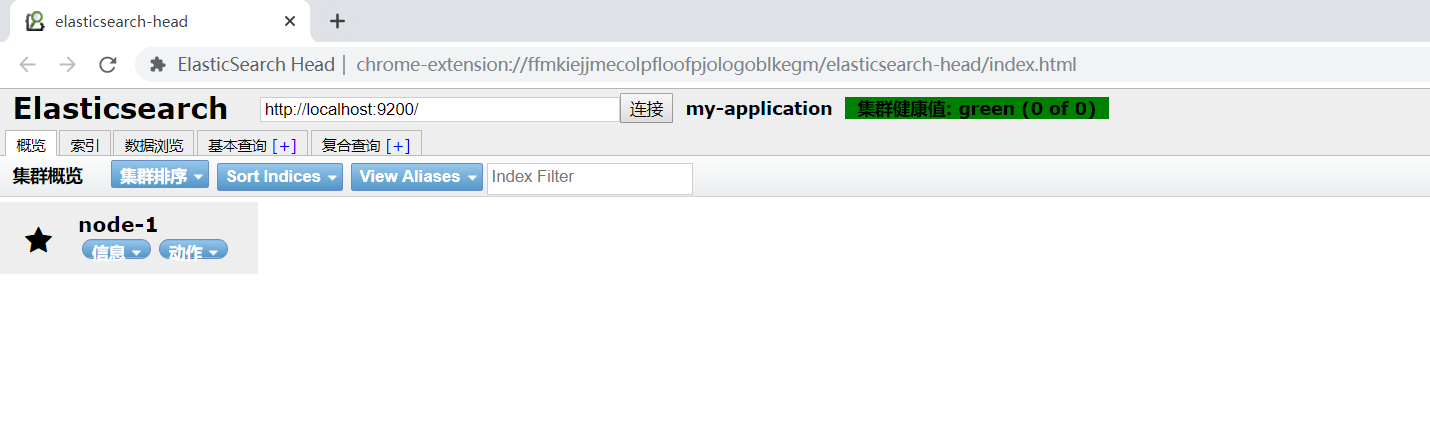 elasticsearch-head
ElasticSearch Head | chrome-extension://ffmkiejjmecolpfloofpjologoblkegm/elasticsearch-head/index.html
Elasticsearch http://localhost:9200/ 连接 my-application 集群健康值: green (0 of 0)
概览 索引 数据浏览 基本查询 [+] 复合查询 [+]
集群概览 集群排序 Sort Indices View Aliases Index Filter
node-1
信息 动作